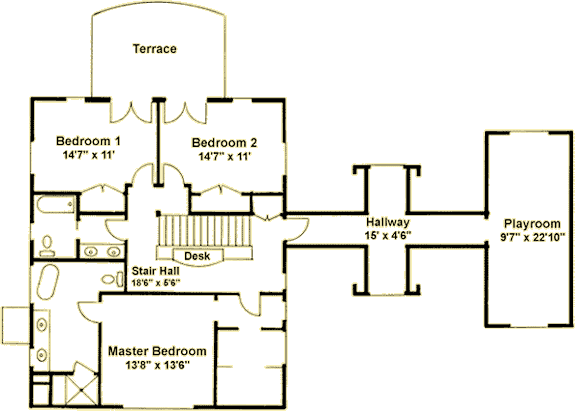 Terrace
Bedroom 1
14'7" x 11'
Bedroom 2
14'7" x 11'
Hallway
15' x 4'6"
Playroom
9'7" x 22'10"
Desk
Stair Hall
18'6" x 5'6"
Master Bedroom
13'8" x 13'6"